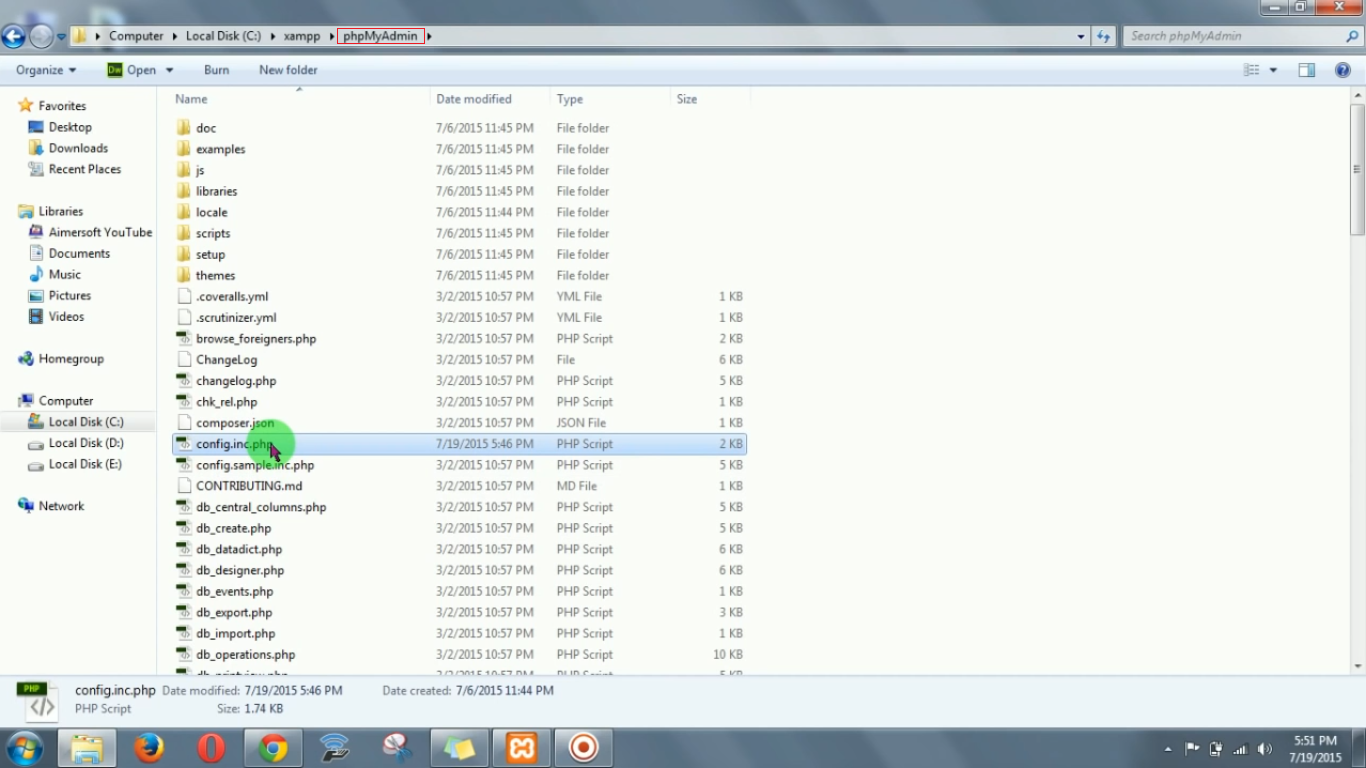 Computer Local Disk (C:) xampp phpMyAdmin
Search phpMyAdmin
Organize Dw Open Burn New folder
Favorites
Desktop
Downloads
Recent Places
Libraries
Aimersoft YouTube
Documents
Music
Pictures
Videos
Homegroup
Computer
Local Disk (C:)
Local Disk (D:)
Local Disk (E:)
Network
Name Date modified Type Size
doc 7/6/2015 11:45 PM File folder
examples 7/6/2015 11:45 PM File folder
js 7/6/2015 11:45 PM File folder
libraries 7/6/2015 11:45 PM File folder
locale 7/6/2015 11:44 PM File folder
scripts 7/6/2015 11:45 PM File folder
setup 7/6/2015 11:45 PM File folder
themes 7/6/2015 11:45 PM File folder
.coveralls.yml 3/2/2015 10:57 PM YML File 1 KB
.scrutinizer.yml 3/2/2015 10:57 PM YML File 1 KB
browse_foreigners.php 3/2/2015 10:57 PM PHP Script 2 KB
ChangeLog 3/2/2015 10:57 PM File 6 KB
changelog.php 3/2/2015 10:57 PM PHP Script 5 KB
chk_rel.php 3/2/2015 10:57 PM PHP Script 1 KB
composer.json 3/2/2015 10:57 PM JSON File 1 KB
config.inc.php 7/19/2015 5:46 PM PHP Script 2 KB
config.sample.inc.php 3/2/2015 10:57 PM PHP Script 5 KB
CONTRIBUTING.md 3/2/2015 10:57 PM MD File 1 KB
db_central_columns.php 3/2/2015 10:57 PM PHP Script 5 KB
db_create.php 3/2/2015 10:57 PM PHP Script 5 KB
db_datadict.php 3/2/2015 10:57 PM PHP Script 6 KB
db_designer.php 3/2/2015 10:57 PM PHP Script 6 KB
db_events.php 3/2/2015 10:57 PM PHP Script 1 KB
db_export.php 3/2/2015 10:57 PM PHP Script 3 KB
db_import.php 3/2/2015 10:57 PM PHP Script 1 KB
db_operations.php 3/2/2015 10:57 PM PHP Script 10 KB
PHP
config.inc.php Date modified: 7/19/2015 5:46 PM Date created: 7/6/2015 11:44 PM
PHP Script Size: 1.74 KB
5:51 PM
7/19/2015